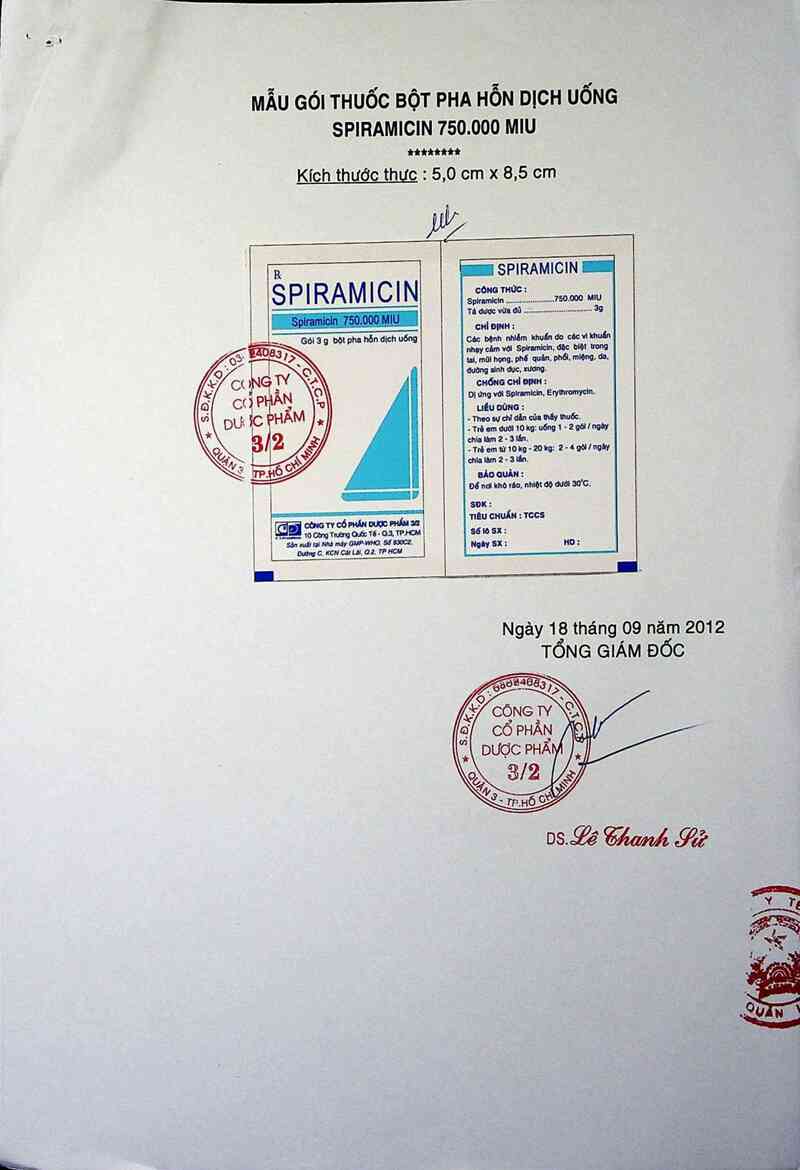 MẪU GÓI THUỐC BỘT PHA HỖN DỊCH UỐNG
SPIRAMICIN 750.000 MIU
********
Kích thước thực : 5,0 cm x 8,5 cm
R
SPIRAMICIN
Spiramicin 750.000 MIU
Gói 3 g bột pha hỗn dịch uống
S.Đ.K.K.D : 2408317 - C.T.C.P
CÔNG TY
CỔ PHẦN
DƯỢC PHẨM
3/2
QUẬN 3 - TP.HỒ CHÍ MINH
CÔNG TY CỔ PHẦN DƯỢC PHẨM 3/2
10 Công Trường Quốc Tế - Q.3, TP.HCM
Sản xuất tại Nhà máy GMP-WHO, Số 930C2,
Đường C, KCN Cát Lái, Q.2, TP HCM
SPIRAMICIN
CÔNG THỨC :
Spiramicin ....................750.000 MIU
Tá dược vừa đủ ............................ 3g
CHỈ ĐỊNH :
Các bệnh nhiễm khuẩn do các vi khuẩn
nhạy cảm với Spiramicin, đặc biệt trong
tai, mũi họng, phế quản, phổi, miệng, da,
đường sinh dục, xương.
CHỐNG CHỈ ĐỊNH :
Dị ứng với Spiramicin, Erythromycin.
LIỀU DÙNG :
- Theo sự chỉ dẫn của thầy thuốc.
- Trẻ em dưới 10 kg: uống 1 - 2 gói / ngày
chia làm 2 - 3 lần.
- Trẻ em từ 10 kg - 20 kg: 2 - 4 gói / ngày
chia làm 2 - 3 lần.
BẢO QUẢN :
Để nơi khô ráo, nhiệt độ dưới 30°C.
SĐK :
TIÊU CHUẨN : TCCS
Số lô SX :
Ngày SX : HD :
Ngày 18 tháng 09 năm 2012
TỔNG GIÁM ĐỐC
S.Đ.K.K.D : - C.T.C.P
CÔNG TY
CỔ PHẦN
DƯỢC PHẨM
3/2
QUẬN 3 - TP.HỒ CHÍ MINH
DS. Lê Thanh Sử
Y TẾ
QUẢN